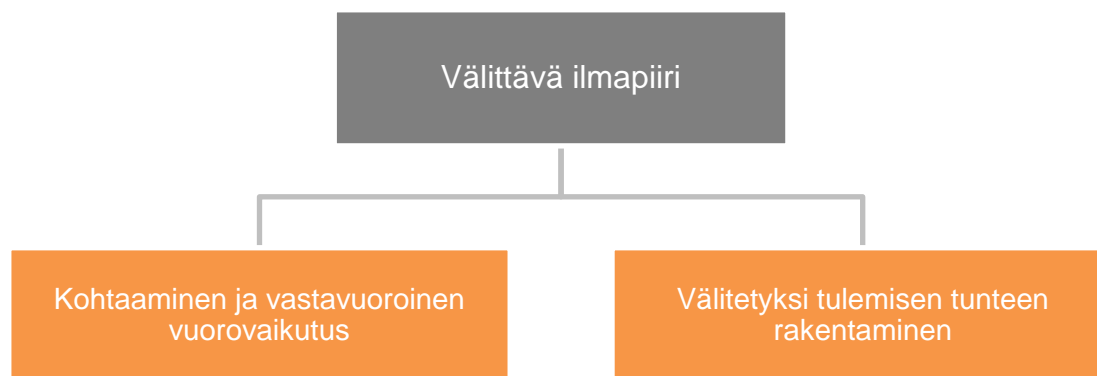 Välittävä ilmapiiri
Kohtaaminen ja vastavuoroinen
vuorovaikutus
Välitetyksi tulemisen tunteen
rakentaminen